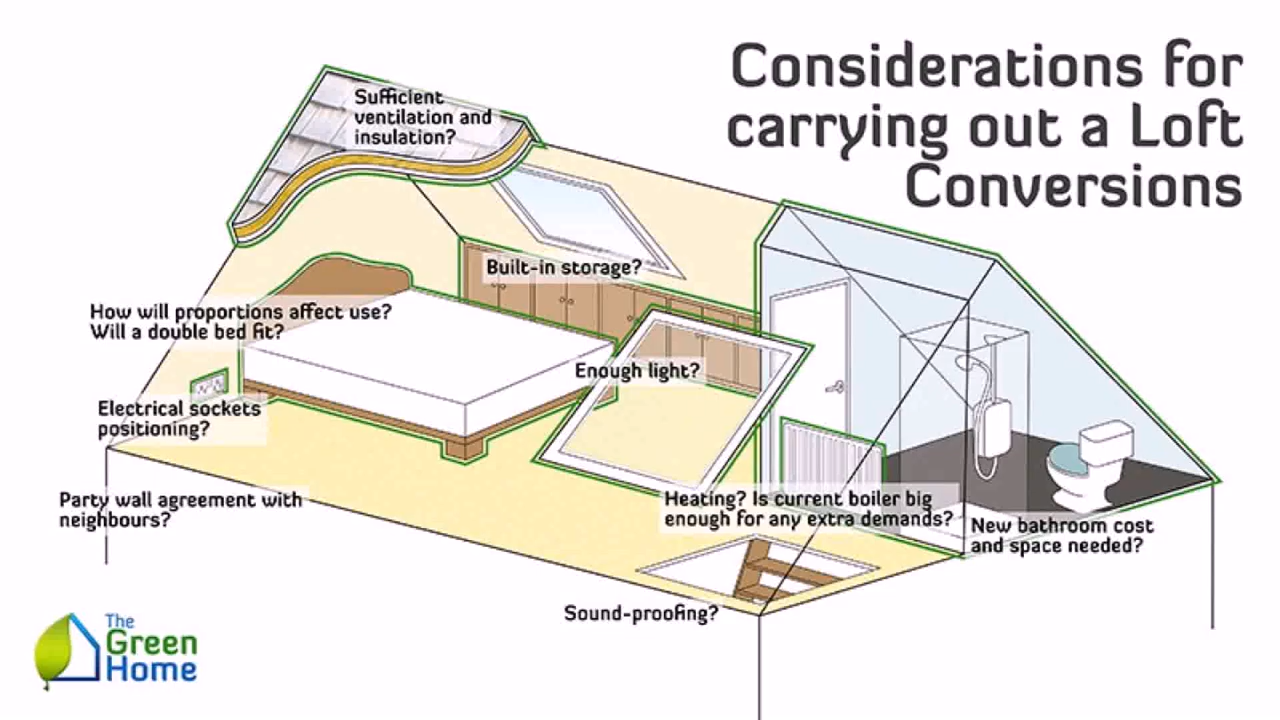 Considerations for
carrying out a Loft
Conversions
Sufficient
ventilation and
insulation?
Built-in storage?
How will proportions affect use?
Will a double bed fit?
Enough light?
Electrical sockets
positioning?
Party wall agreement with
neighbours?
Heating? Is current boiler big
enough for any extra demands?
New bathroom cost
and space needed?
Sound-proofing?
The
Green
Home